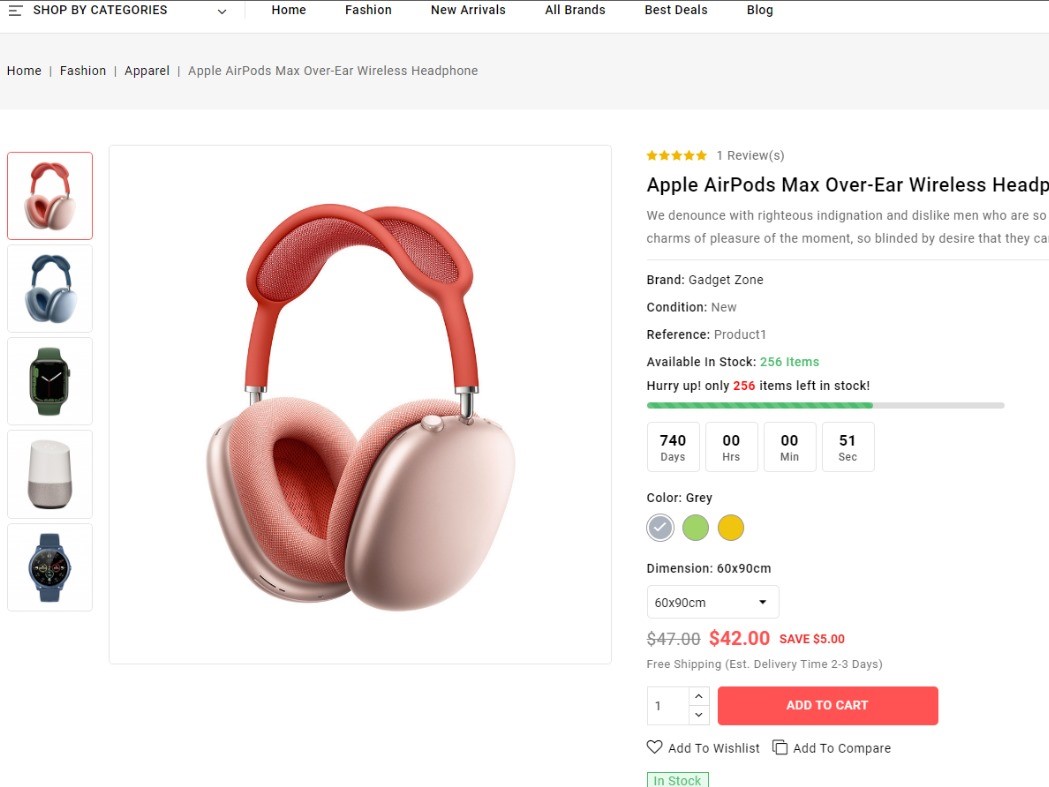 SHOP BY CATEGORIES
Home Fashion New Arrivals All Brands Best Deals Blog
Home | Fashion | Apparel | Apple AirPods Max Over-Ear Wireless Headphone
1 Review(s)
Apple AirPods Max Over-Ear Wireless Headp
We denounce with righteous indignation and dislike men who are so
charms of pleasure of the moment, so blinded by desire that they ca
Brand: Gadget Zone
Condition: New
Reference: Product1
Available In Stock: 256 Items
Hurry up! only 256 items left in stock!
740 00 00 51
Days Hrs Min Sec
Color: Grey
Dimension: 60x90cm
60x90cm
$47.00 $42.00 SAVE $5.00
Free Shipping (Est. Delivery Time 2-3 Days)
1 ADD TO CART
Add To Wishlist Add To Compare
In Stock